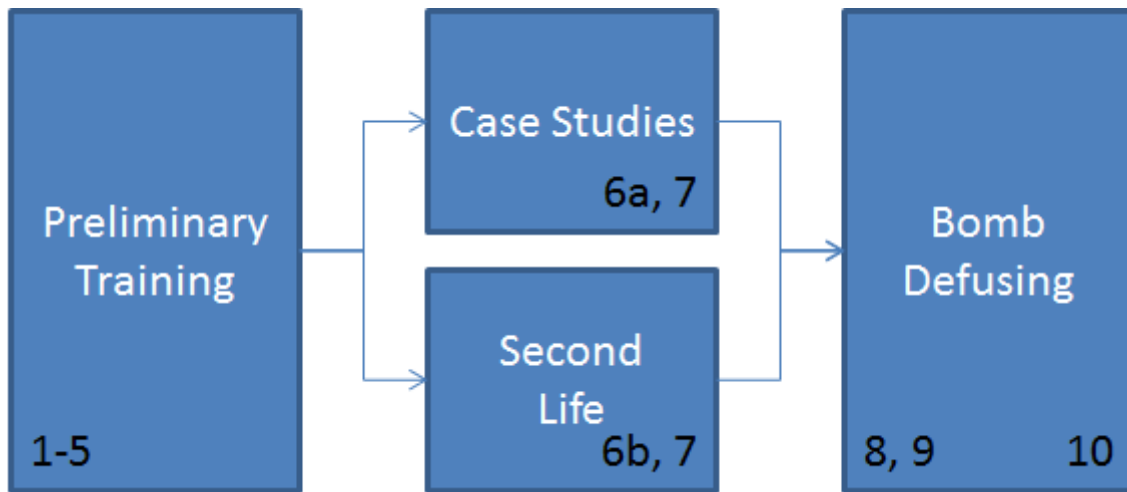 Preliminary
Training
1-5
Case Studies
6a, 7
Second
Life
6b, 7
Bomb
Defusing
8, 9 10